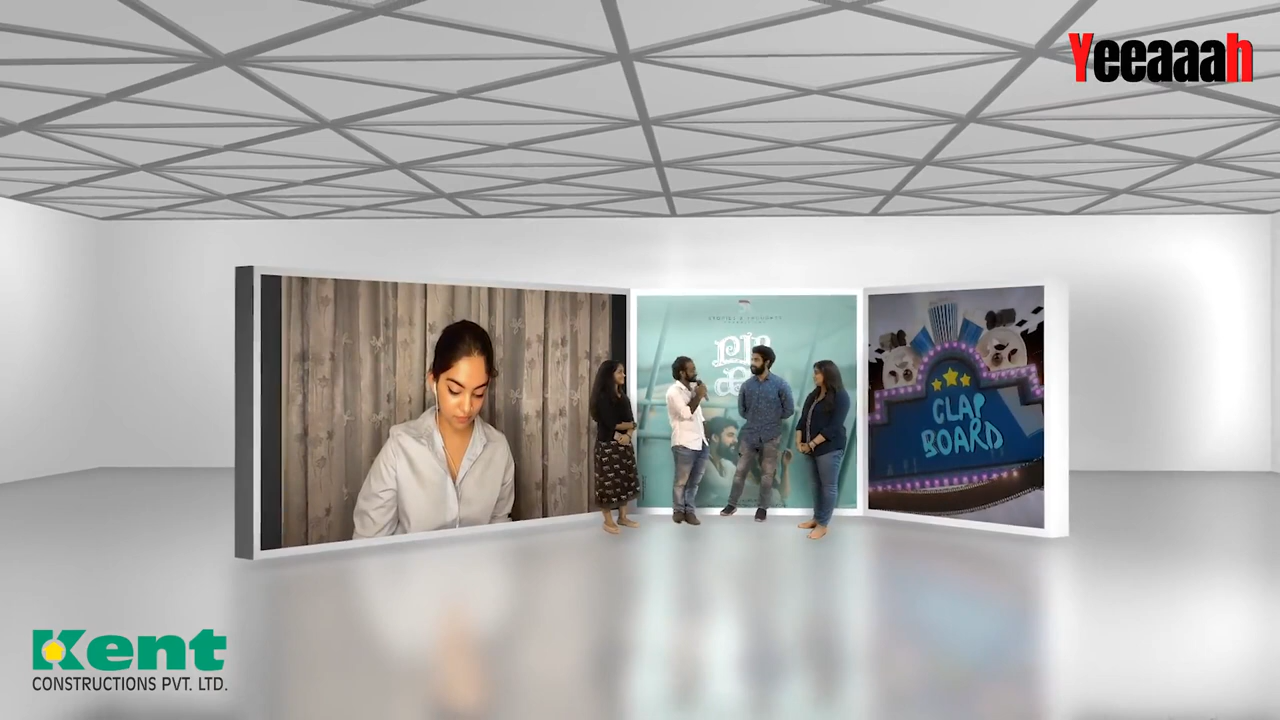 Yeeaaah
CLAP
BOARD
Kent
CONSTRUCTIONS PVT. LTD.